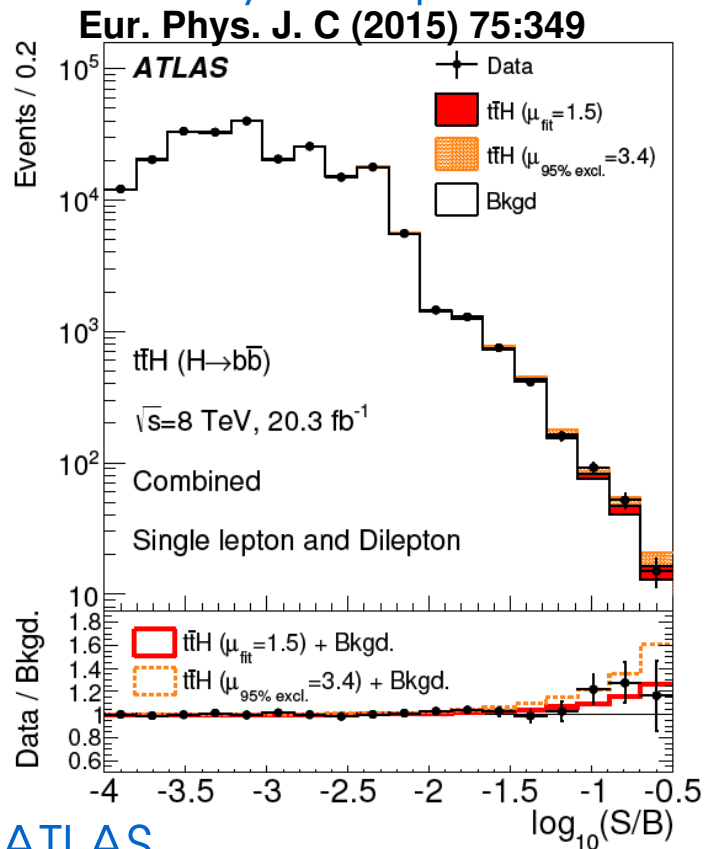 Eur. Phys. J. C (2015) 75:349
ATLAS
Data
tt̄H (μfit=1.5)
tt̄H (μ95% excl.=3.4)
Bkgd
Events / 0.2
10⁵
10⁴
10³
10²
10
tt̄H (H→bb̄)
√s=8 TeV, 20.3 fb⁻¹
Combined
Single lepton and Dilepton
Data / Bkgd.
1.8
1.6
1.4
1.2
1
0.8
0.6
tt̄H (μfit=1.5) + Bkgd.
tt̄H (μ95% excl.=3.4) + Bkgd.
-4 -3.5 -3 -2.5 -2 -1.5 -1 -0.5
log₁₀(S/B)
ATLAS